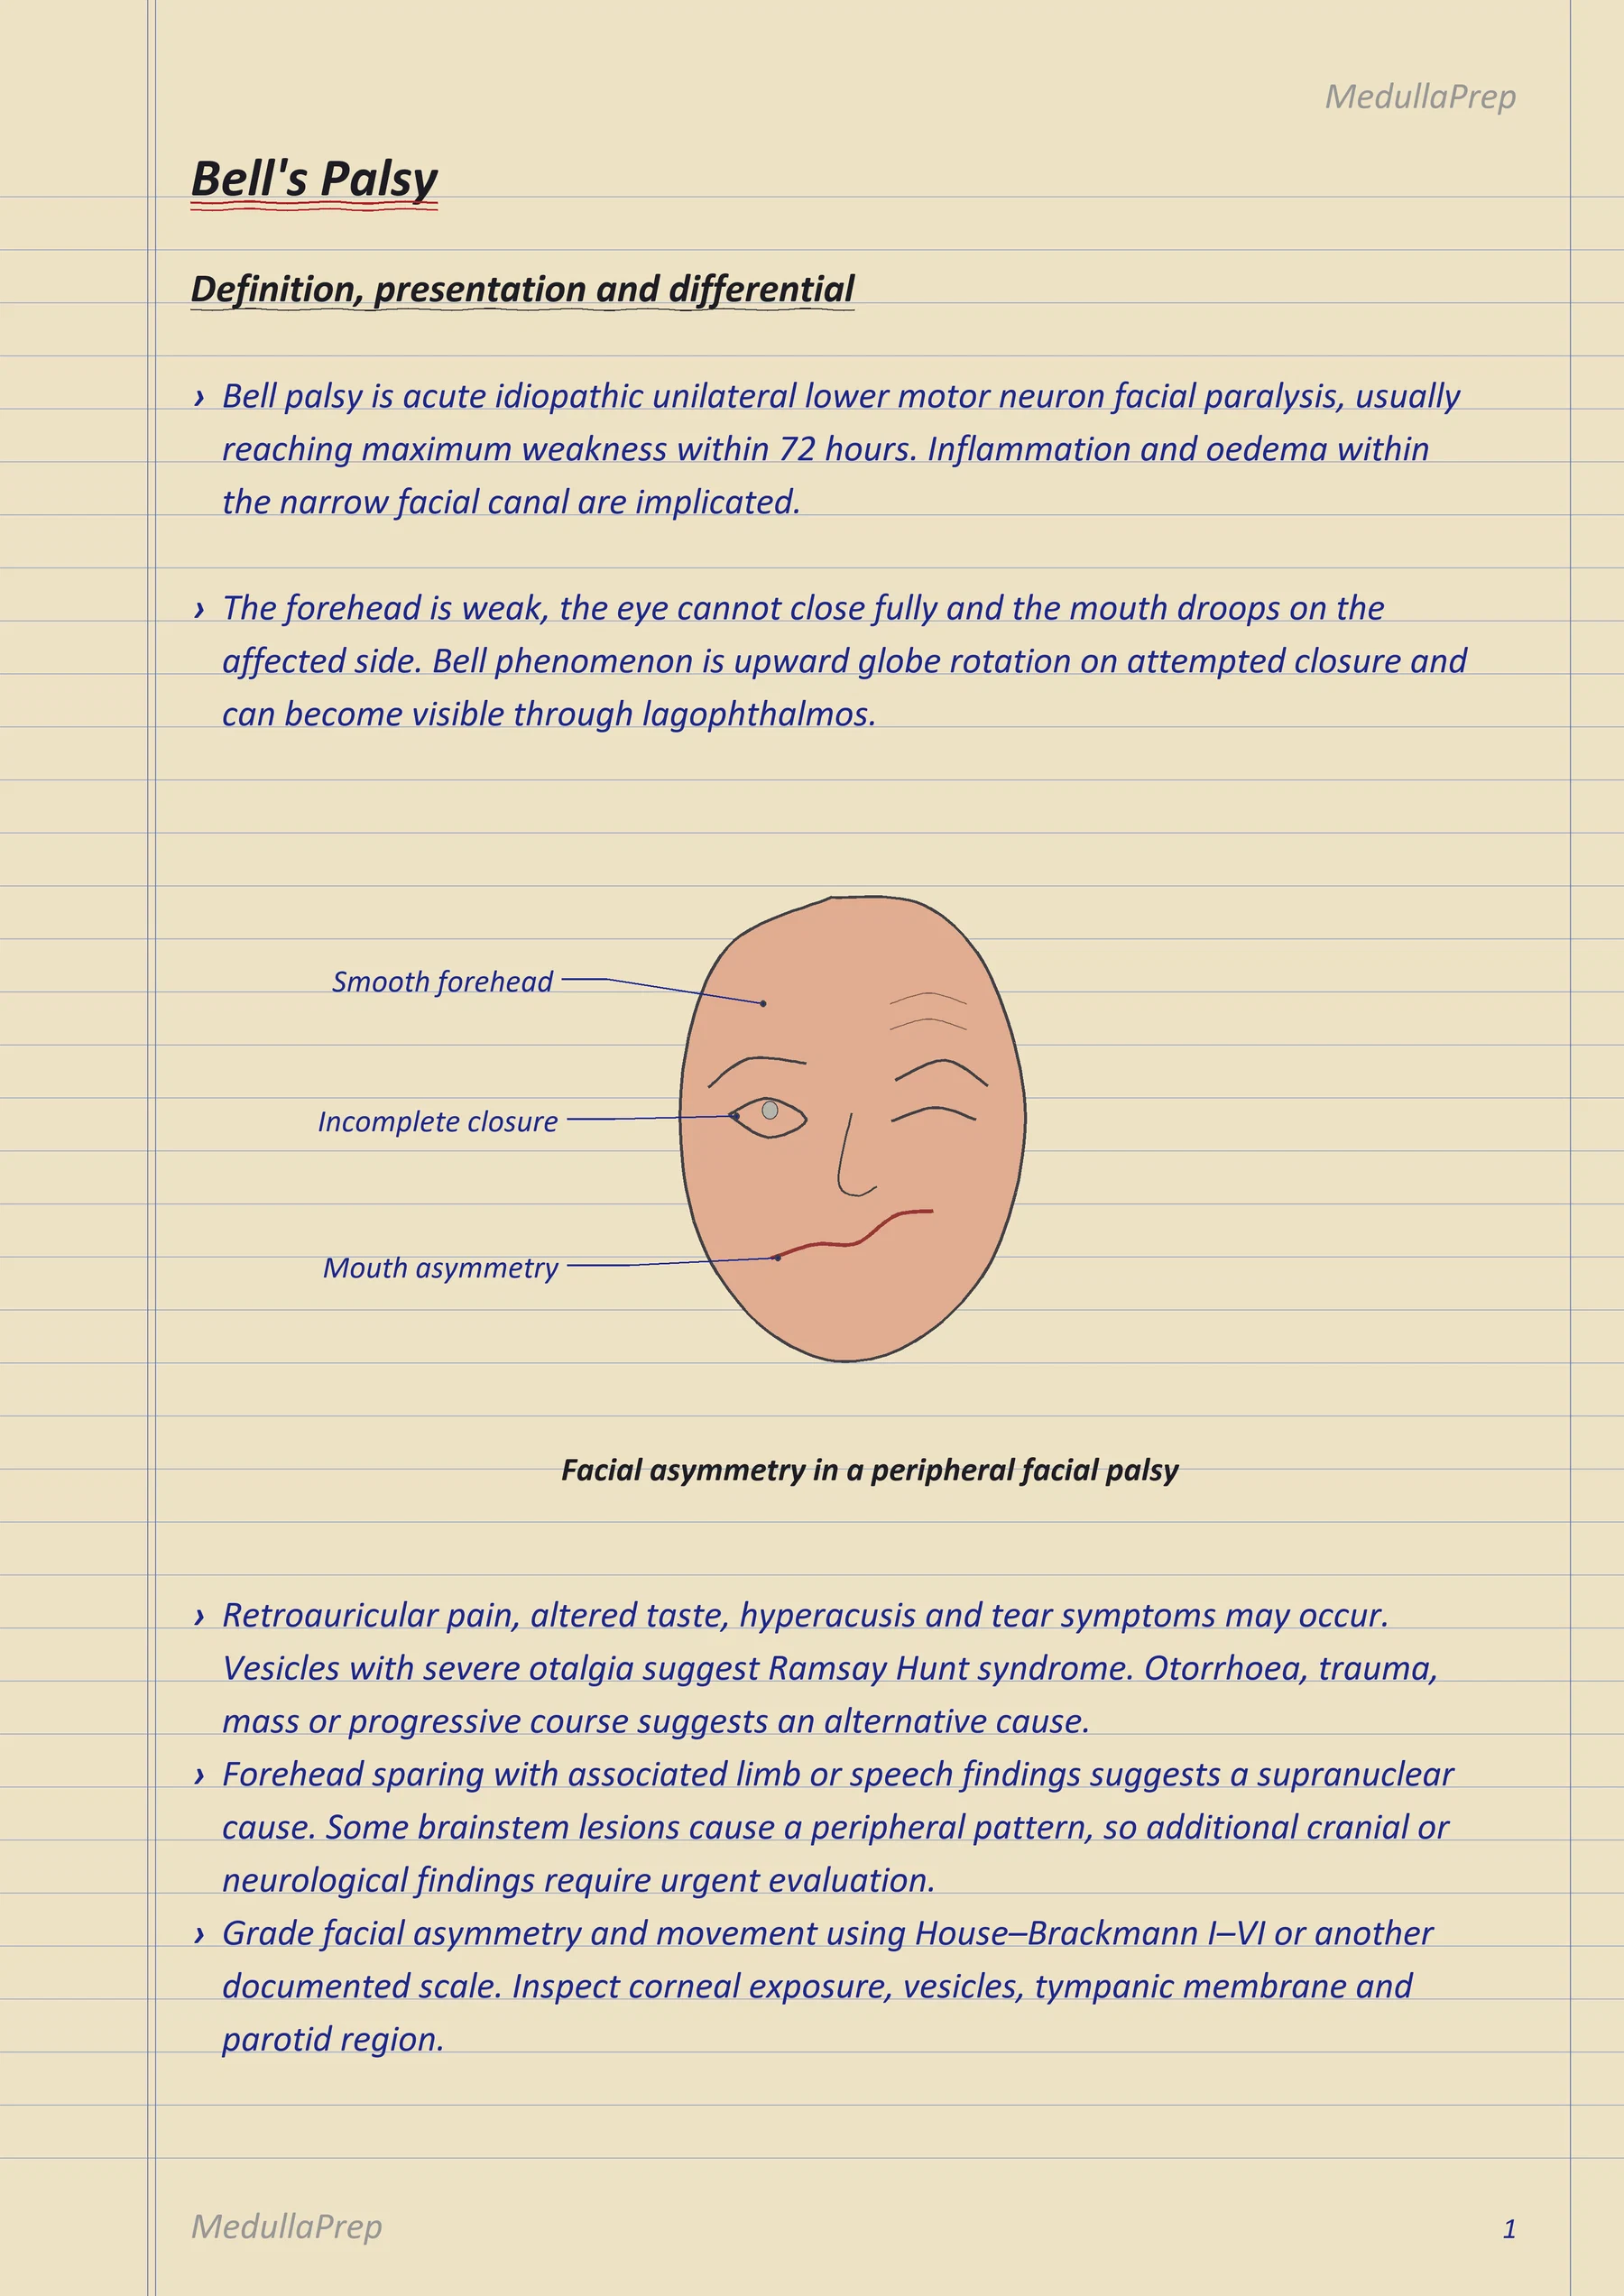 MedullaPrep
Bell's Palsy
Definition, presentation and differential
› Bell palsy is acute idiopathic unilateral lower motor neuron facial paralysis, usually
reaching maximum weakness within 72 hours. Inflammation and oedema within
the narrow facial canal are implicated.
› The forehead is weak, the eye cannot close fully and the mouth droops on the
affected side. Bell phenomenon is upward globe rotation on attempted closure and
can become visible through lagophthalmos.
Smooth forehead
Incomplete closure
Mouth asymmetry
Facial asymmetry in a peripheral facial palsy
› Retroauricular pain, altered taste, hyperacusis and tear symptoms may occur.
Vesicles with severe otalgia suggest Ramsay Hunt syndrome. Otorrhoea, trauma,
mass or progressive course suggests an alternative cause.
› Forehead sparing with associated limb or speech findings suggests a supranuclear
cause. Some brainstem lesions cause a peripheral pattern, so additional cranial or
neurological findings require urgent evaluation.
› Grade facial asymmetry and movement using House–Brackmann I–VI or another
documented scale. Inspect corneal exposure, vesicles, tympanic membrane and
parotid region.
MedullaPrep
1